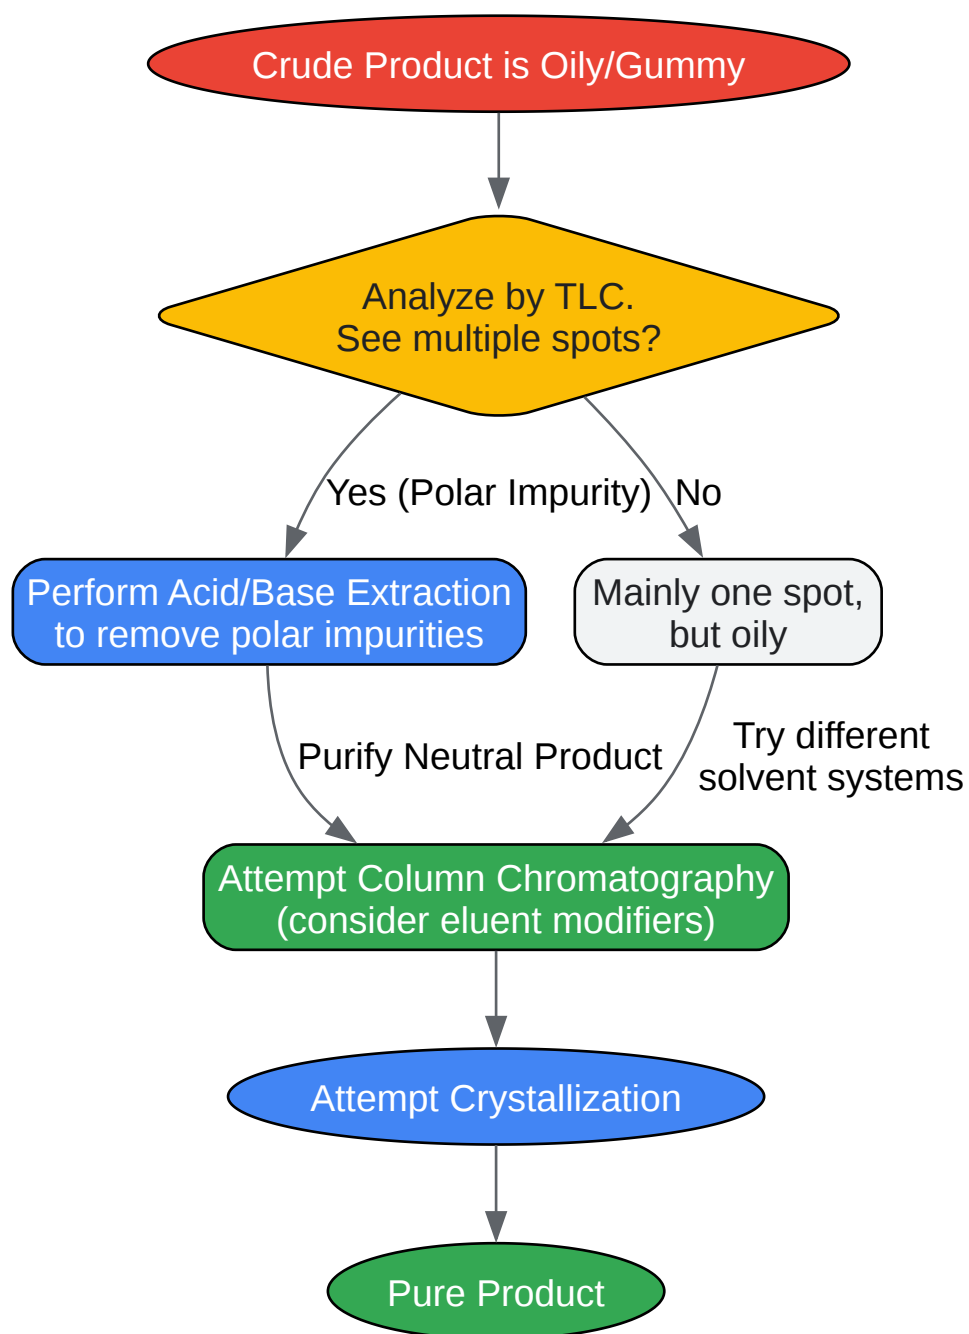 Crude Product is Oily/Gummy
Analyze by TLC.
See multiple spots?
Yes (Polar Impurity)
No
Perform Acid/Base Extraction
to remove polar impurities
Mainly one spot,
but oily
Purify Neutral Product
Try different
solvent systems
Attempt Column Chromatography
(consider eluent modifiers)
Attempt Crystallization
Pure Product